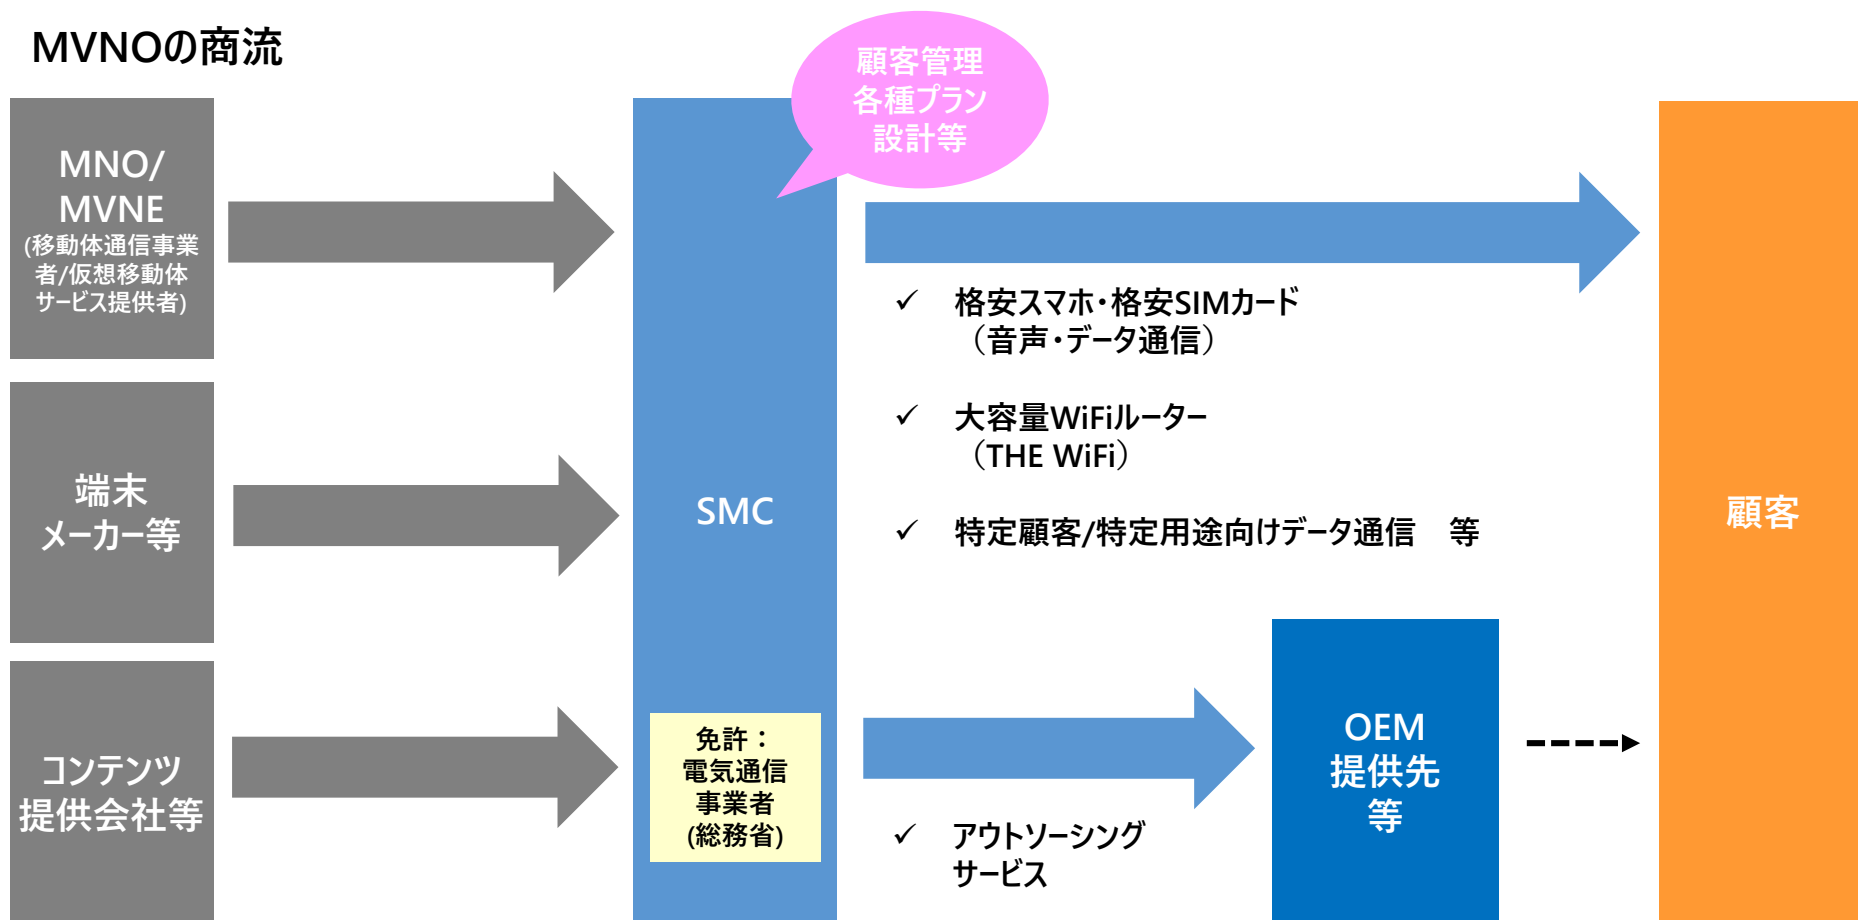 MVNOの商流
顧客管理
各種プラン
設計等
MNO/
MVNE
(移動体通信事業
者/仮想移動体
サービス提供者)
端末
メーカー等
コンテンツ
提供会社等
SMC
免許：
電気通信
事業者
(総務省)
✓ 格安スマホ・格安SIMカード
（音声・データ通信）
✓ 大容量WiFiルーター
（THE WiFi）
✓ 特定顧客/特定用途向けデータ通信　等
✓ アウトソーシング
サービス
OEM
提供先
等
顧客